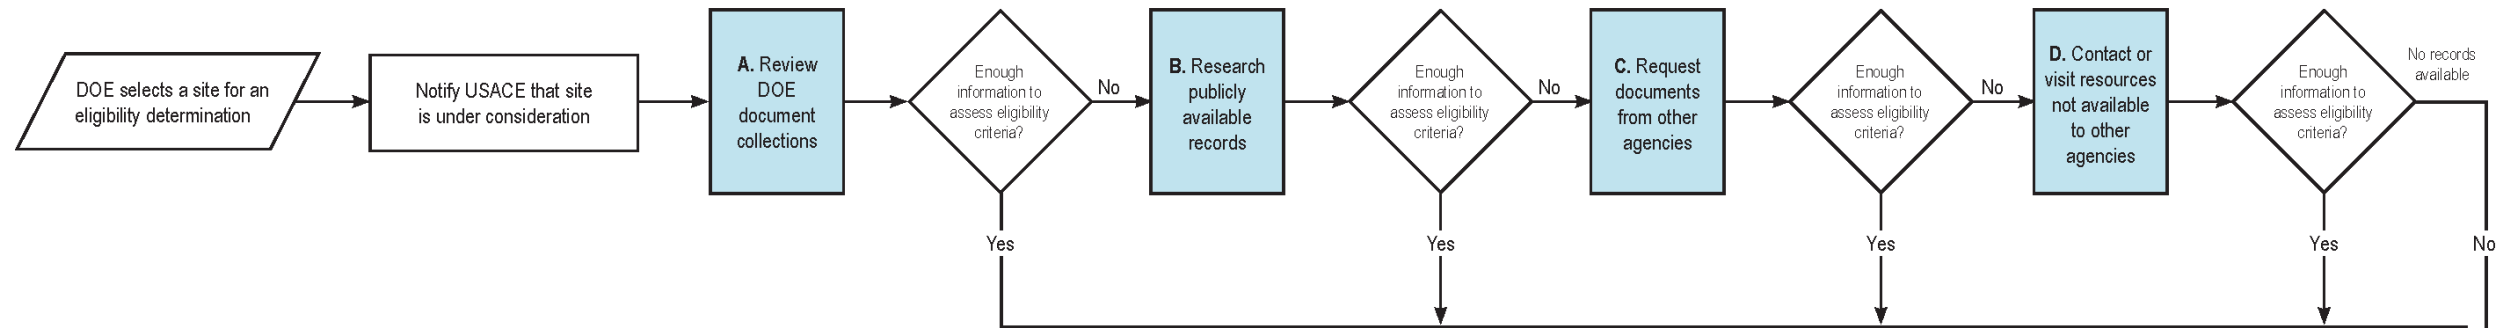 DOE selects a site for an
eligibility determination
Notify USACE that site
is under consideration
A. Review
DOE
document
collections
Enough
information to
assess eligibility
criteria?
No
Yes
B. Research
publicly
available
records
Enough
information to
assess eligibility
criteria?
No
Yes
C. Request
documents
from other
agencies
Enough
information to
assess eligibility
criteria?
No
Yes
D. Contact or
visit resources
not available
to other
agencies
Enough
information to
assess eligibility
criteria?
No records
available
Yes
No